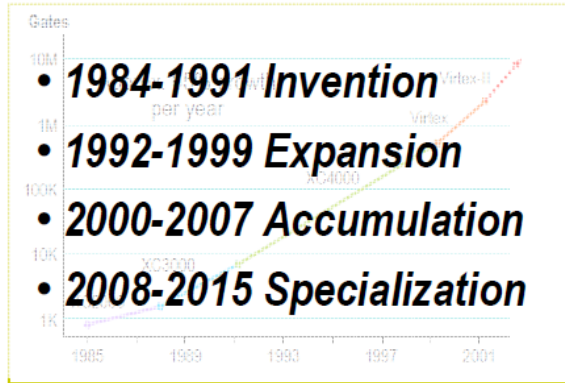 Gates
10M
• 1984-1991 Invention
Virtex-II
per year
1M
Virtex
• 1992-1999 Expansion
100K
XC4000
• 2000-2007 Accumulation
10K
XC3000
• 2008-2015 Specialization
1K
1985 1989 1993 1997 2001